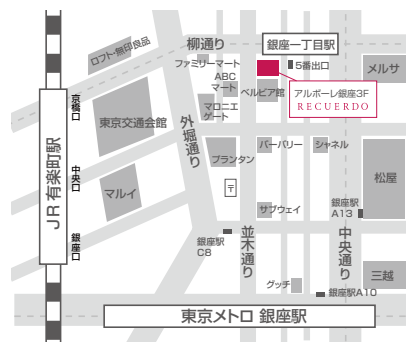 柳通り
銀座一丁目駅
ロフト・無印良品
ファミリーマート
5番出口
メルサ
ABC
マート
ベルビア館
アルボーレ銀座3F
RECUERDO
京橋口
マロニエ
ゲート
東京交通会館
外堀通り
バーバリー
シャネル
プランタン
松屋
JR有楽町駅
中央口
マルイ
〒
サブウェイ
銀座駅
A13
銀座駅
C8
並木通り
中央通り
銀座口
三越
グッチ
銀座駅A10
東京メトロ 銀座駅